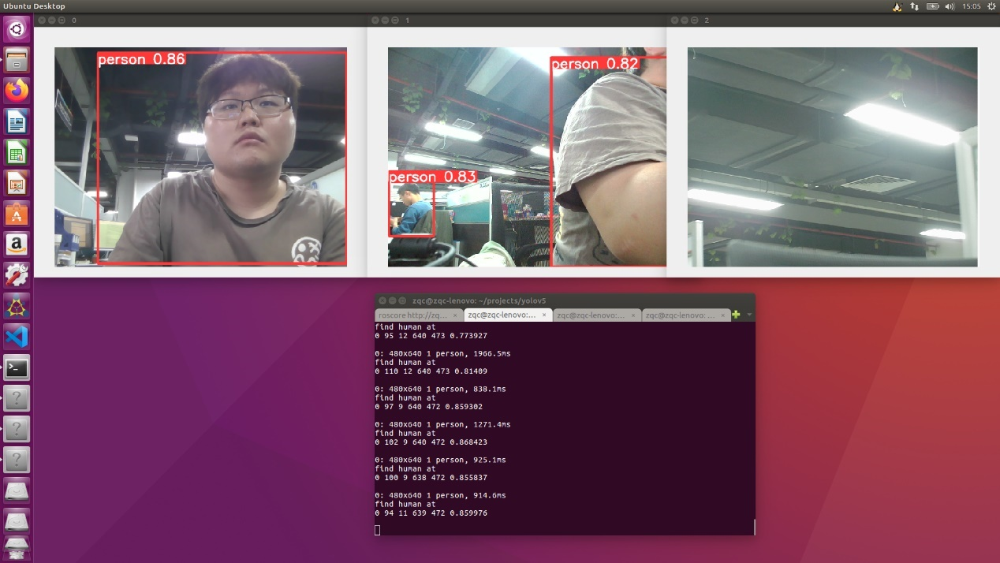 Ubuntu Desktop
15:05
0
1
2
person 0.86
person 0.82
person 0.83
zqc@zqc-lenovo: ~/projects/yolov5
roscore http://zq...
zqc@zqc-lenovo:...
zqc@zqc-lenovo:...
zqc@zqc-lenovo: ...
find human at
0 95 12 640 473 0.773927
0: 480x640 1 person, 1966.5ms
find human at
0 110 12 640 473 0.81409
0: 480x640 1 person, 838.1ms
find human at
0 97 9 640 472 0.859302
0: 480x640 1 person, 1271.4ms
find human at
0 102 9 640 472 0.868423
0: 480x640 1 person, 925.1ms
find human at
0 100 9 638 472 0.855837
0: 480x640 1 person, 914.6ms
find human at
0 94 11 639 472 0.859976